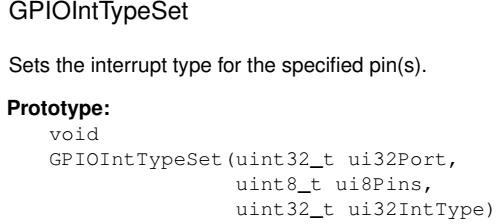 GPIOIntTypeSet
Sets the interrupt type for the specified pin(s).
Prototype:
void
GPIOIntTypeSet(uint32_t ui32Port,
uint8_t ui8Pins,
uint32_t ui32IntType)